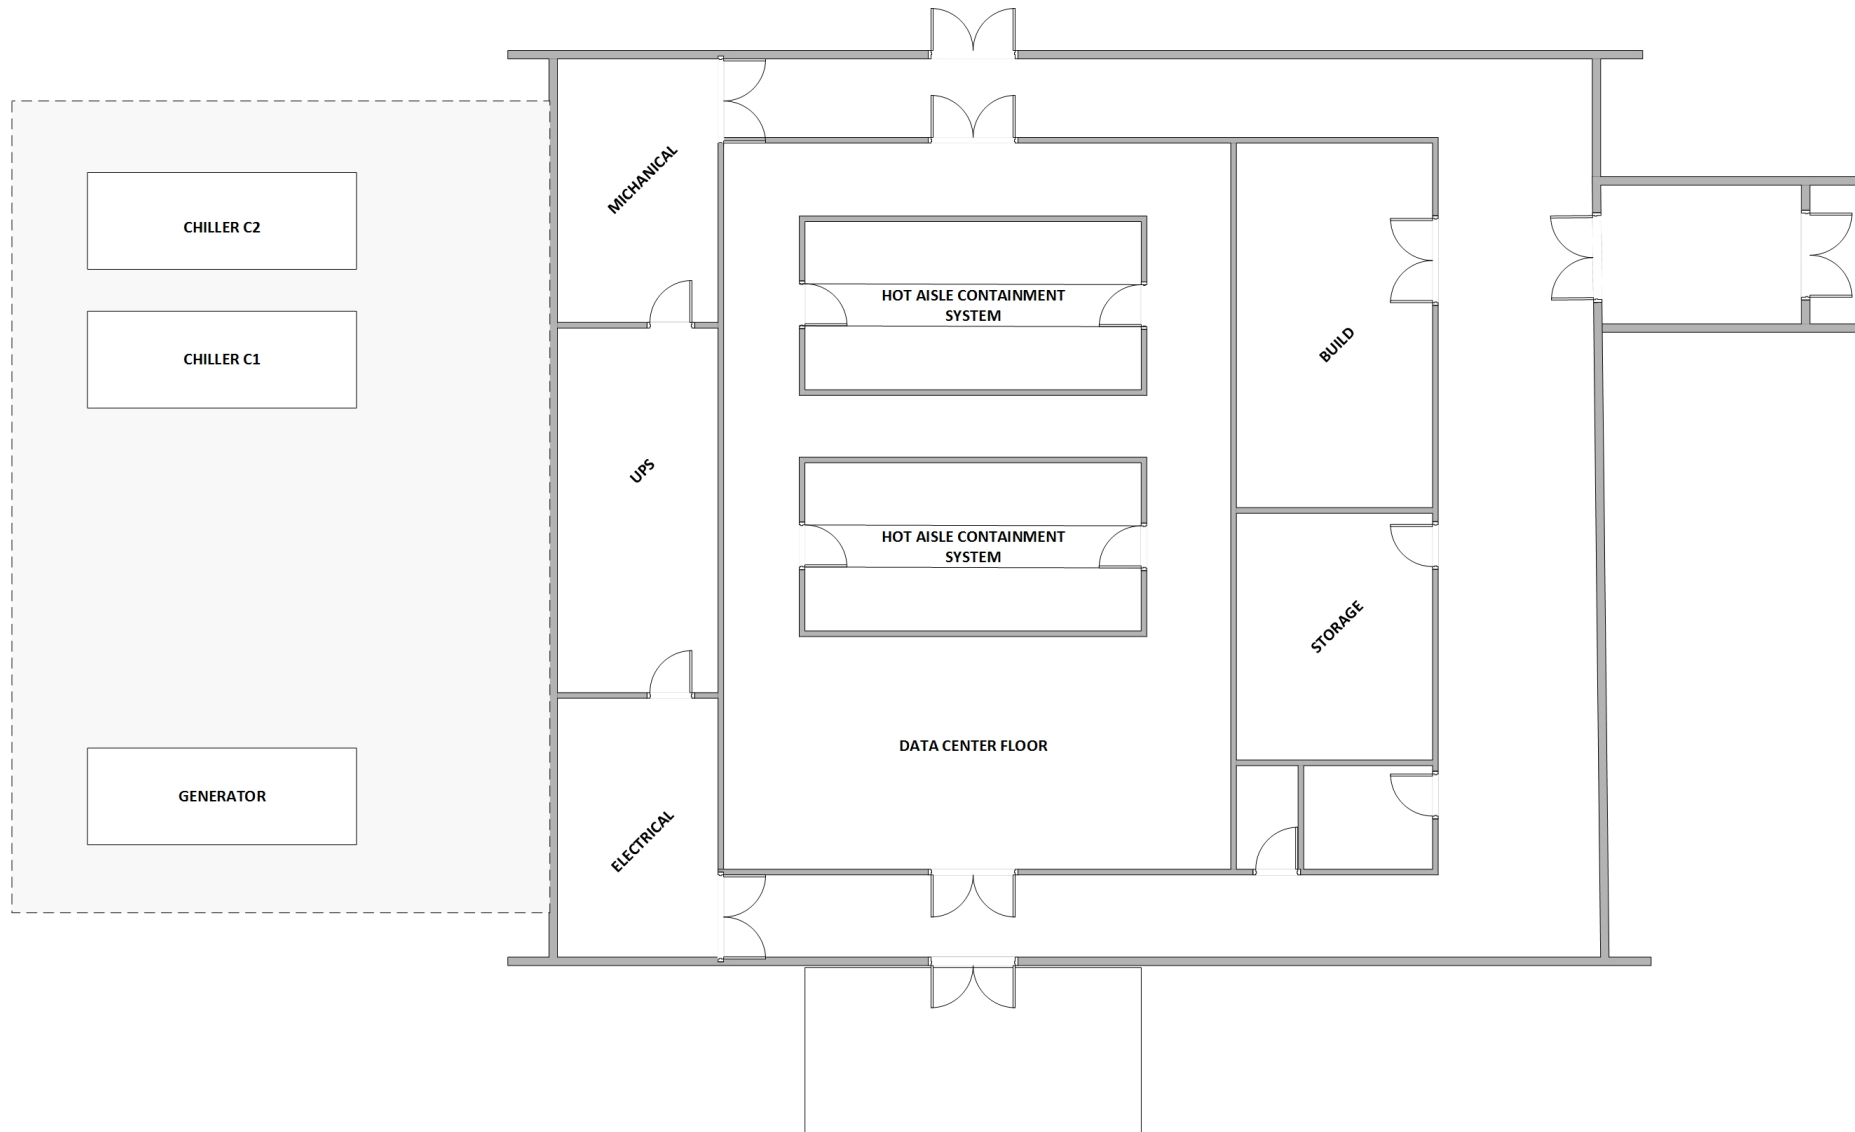 MICHANICAL
CHILLER C2
HOT AISLE CONTAINMENT
SYSTEM
BUILD
CHILLER C1
UPS
HOT AISLE CONTAINMENT
SYSTEM
STORAGE
DATA CENTER FLOOR
GENERATOR
ELECTRICAL